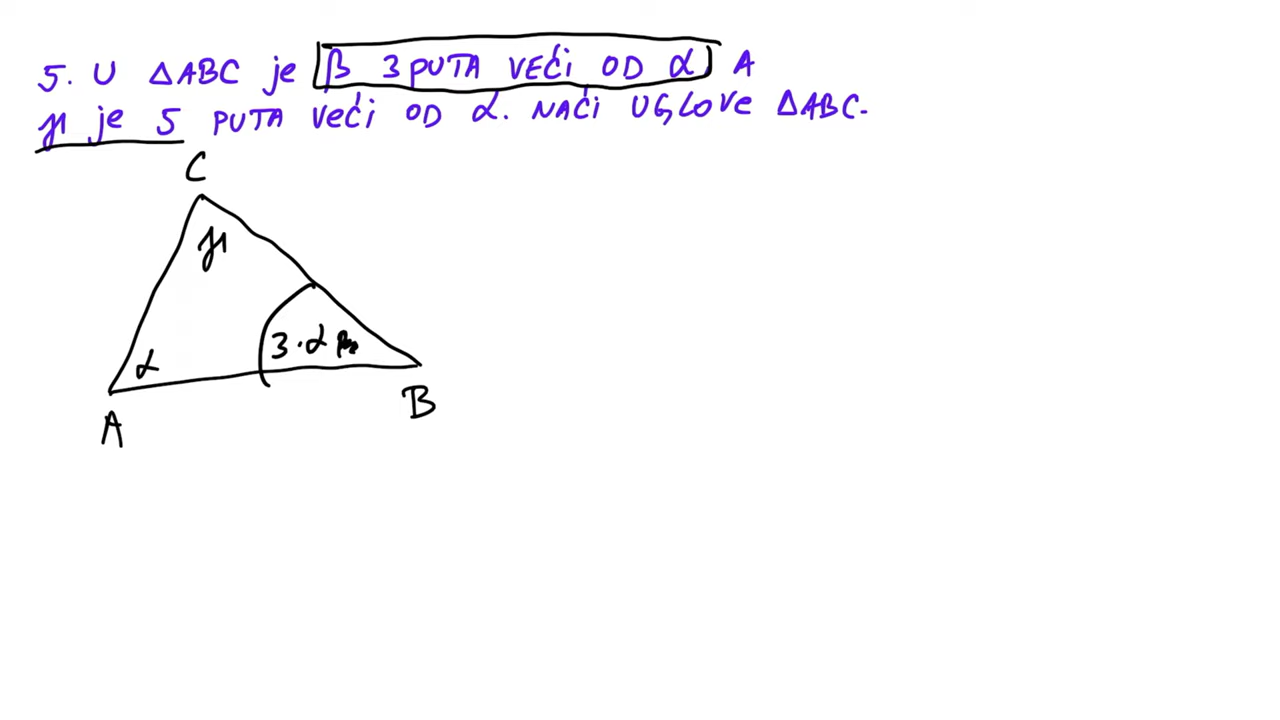 5. U ΔABC je β 3 PUTA VEĆI OD α A
γ je 5 PUTA VEĆI OD α. NAĆI UGLOVE ΔABC.
C
γ
3·α
α
B
A